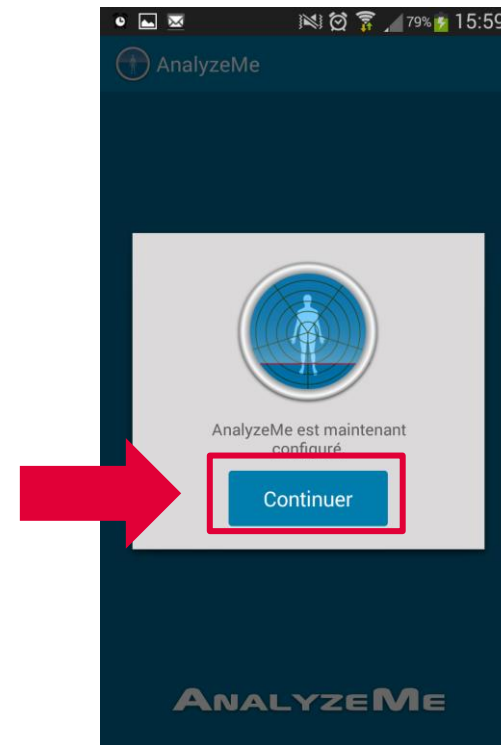 79% 15:59
AnalyzeMe
AnalyzeMe est maintenant
configuré
Continuer
ANALYZEME